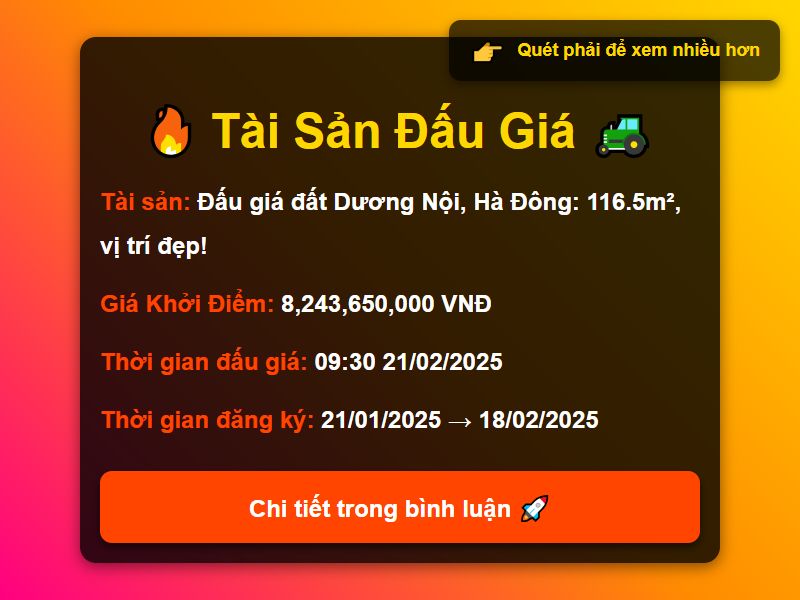 👉 Quét phải để xem nhiều hơn
🔥 Tài Sản Đấu Giá 🚜
Tài sản: Đấu giá đất Dương Nội, Hà Đông: 116.5m²,
vị trí đẹp!
Giá Khởi Điểm: 8,243,650,000 VNĐ
Thời gian đấu giá: 09:30 21/02/2025
Thời gian đăng ký: 21/01/2025 → 18/02/2025
Chi tiết trong bình luận 🚀